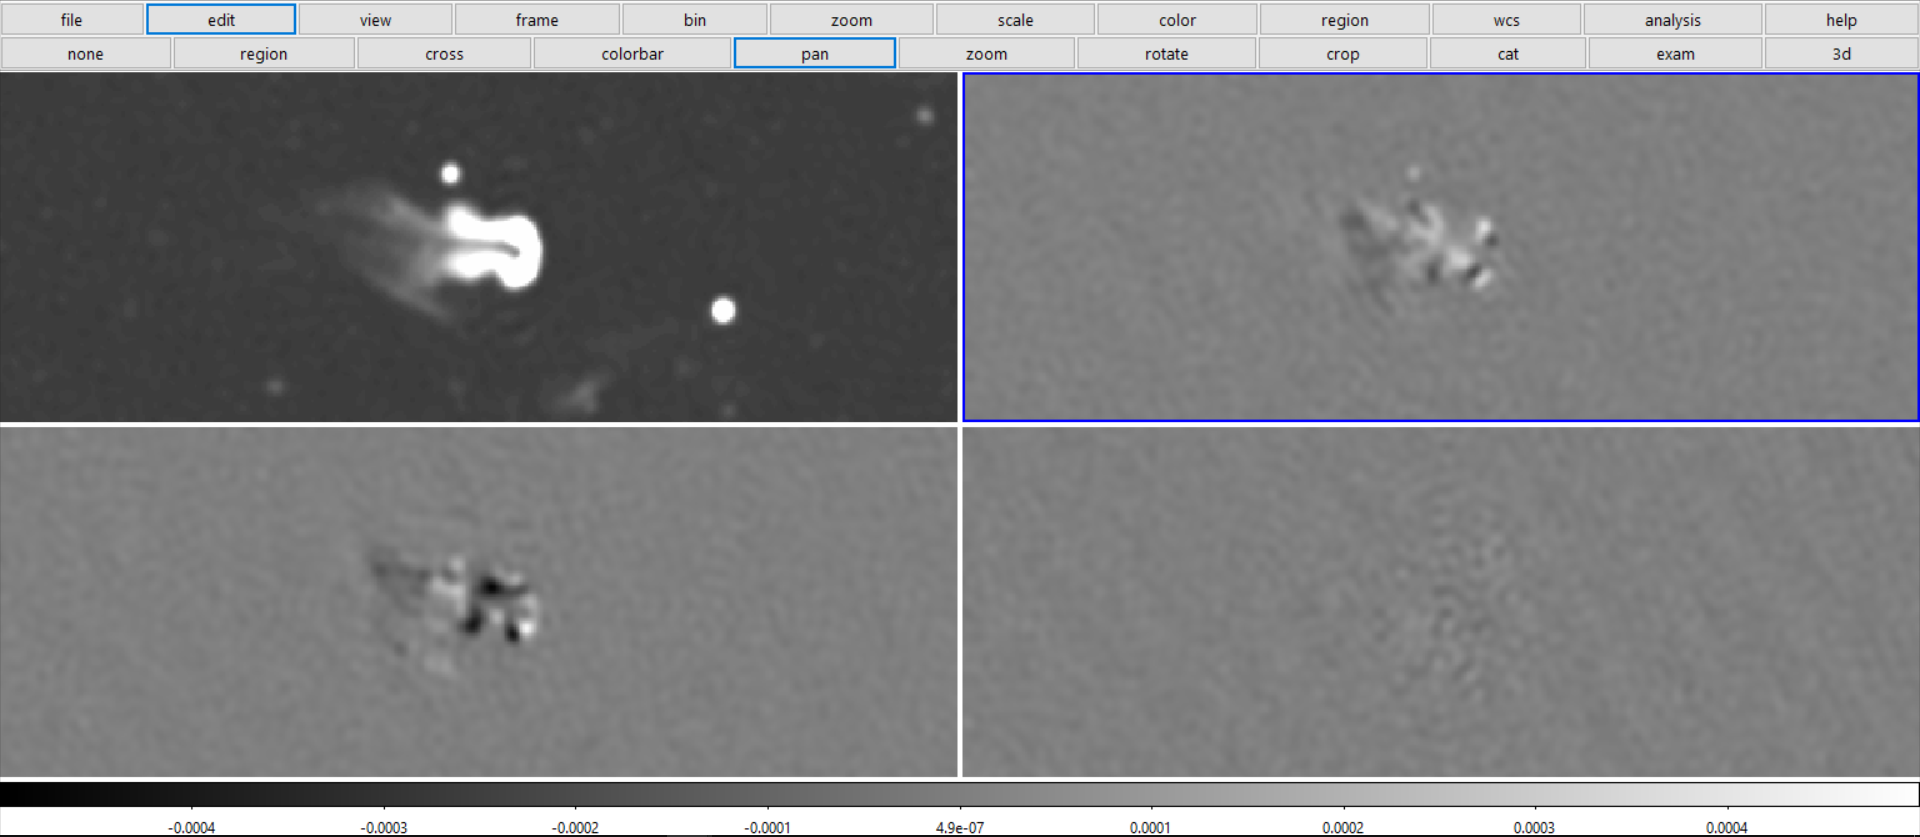 file edit view frame bin zoom scale color region wcs analysis help
none region cross colorbar pan zoom rotate crop cat exam 3d
-0.0004 -0.0003 -0.0002 -0.0001 4.9e-07 0.0001 0.0002 0.0003 0.0004